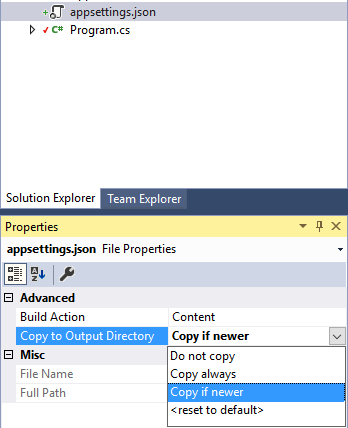 appsettings.json
C# Program.cs
Solution Explorer Team Explorer
Properties
appsettings.json File Properties
Advanced
Build Action Content
Copy to Output Directory Copy if newer
Misc
Do not copy
File Name
Copy always
Full Path
Copy if newer
<reset to default>